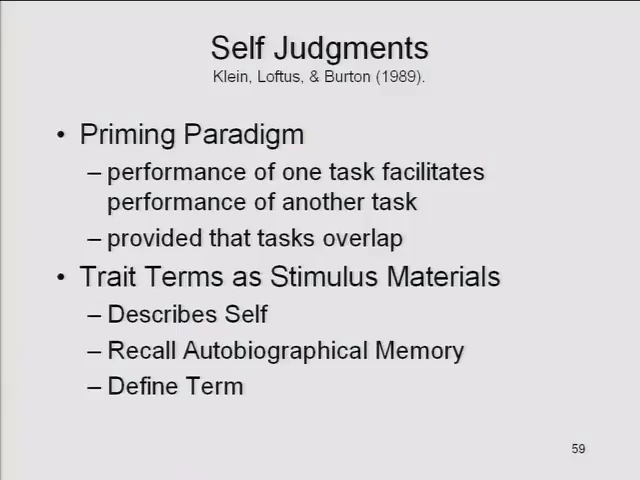 Self Judgments
Klein, Loftus, & Burton (1989).
• Priming Paradigm
– performance of one task facilitates
performance of another task
– provided that tasks overlap
• Trait Terms as Stimulus Materials
– Describes Self
– Recall Autobiographical Memory
– Define Term
59